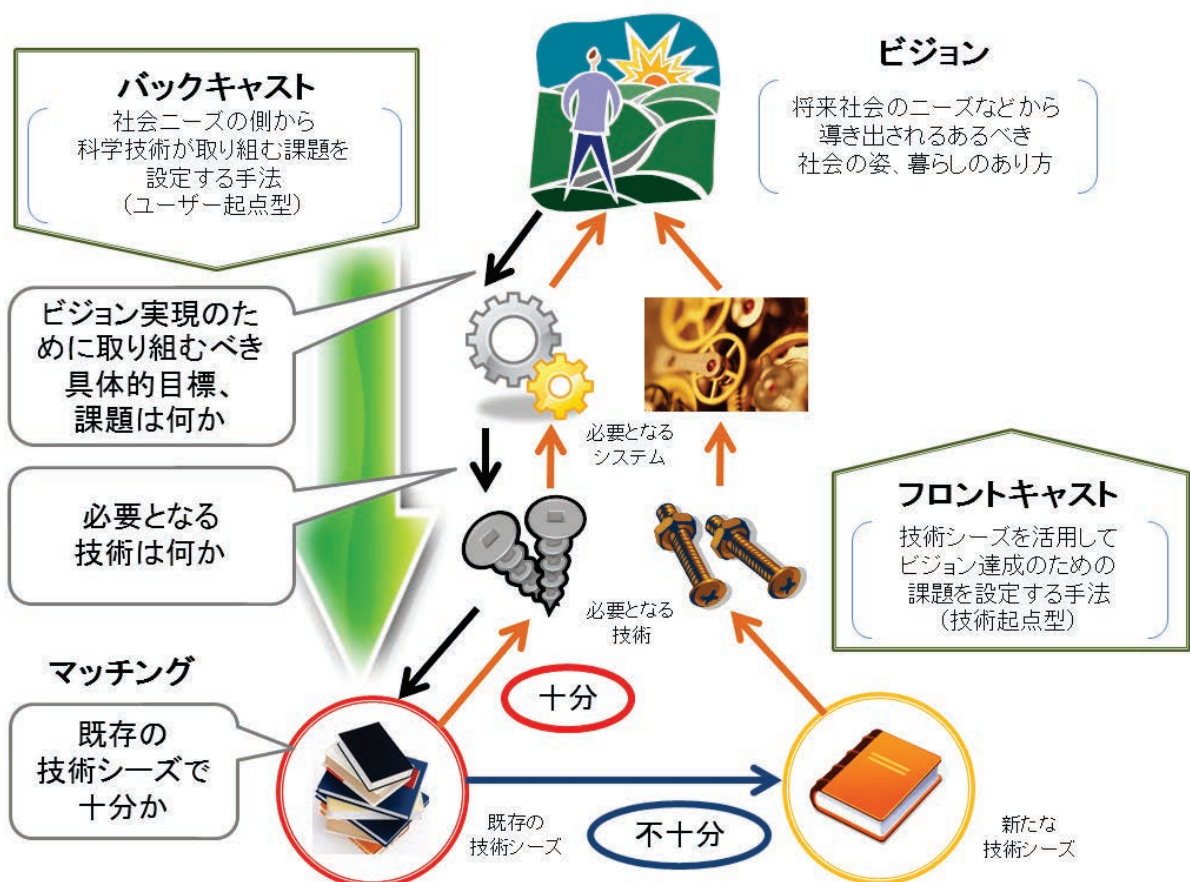 バックキャスト
社会ニーズの側から
科学技術が取り組む課題を
設定する手法
(ユーザー起点型)
ビジョン
将来社会のニーズなどから
導き出されるあるべき
社会の姿、暮らしのあり方
ビジョン実現のた
めに取り組むべき
具体的目標、
課題は何か
必要となる
システム
必要となる
技術は何か
フロントキャスト
技術シーズを活用して
ビジョン達成のための
課題を設定する手法
(技術起点型)
必要となる
技術
マッチング
十分
既存の
技術シーズで
十分か
既存の
技術シーズ
不十分
新たな
技術シーズ